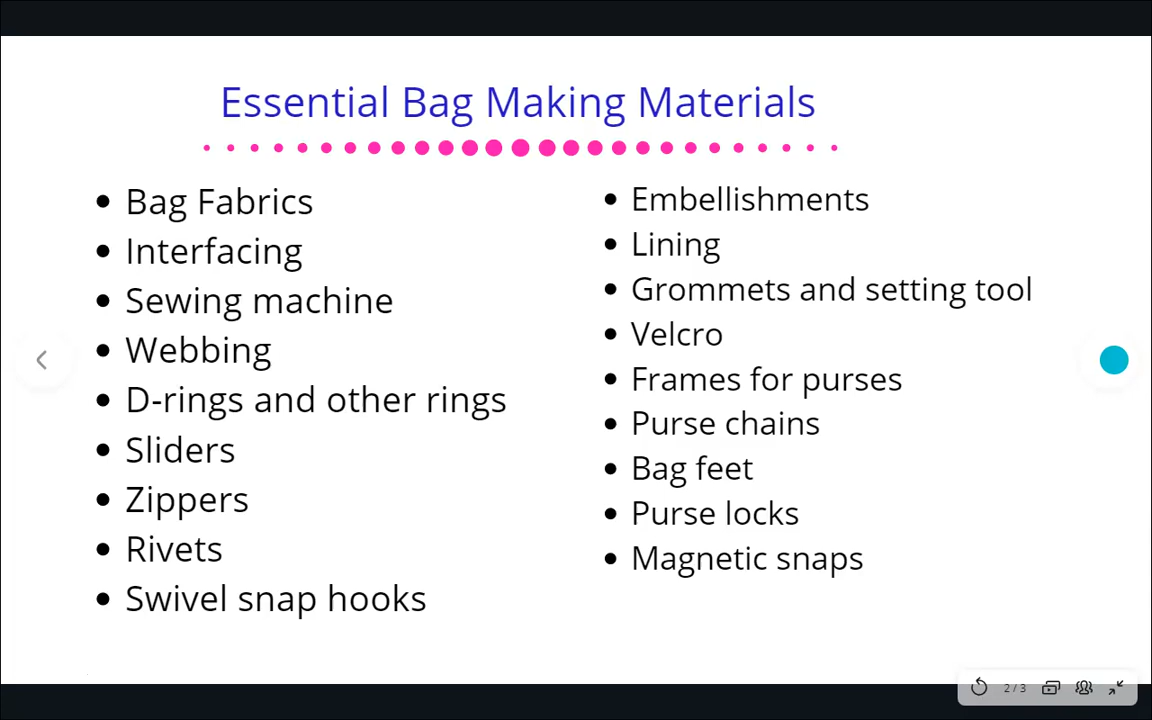 Essential Bag Making Materials
Bag Fabrics
Interfacing
Sewing machine
Webbing
D-rings and other rings
Sliders
Zippers
Rivets
Swivel snap hooks
Embellishments
Lining
Grommets and setting tool
Velcro
Frames for purses
Purse chains
Bag feet
Purse locks
Magnetic snaps
2/3